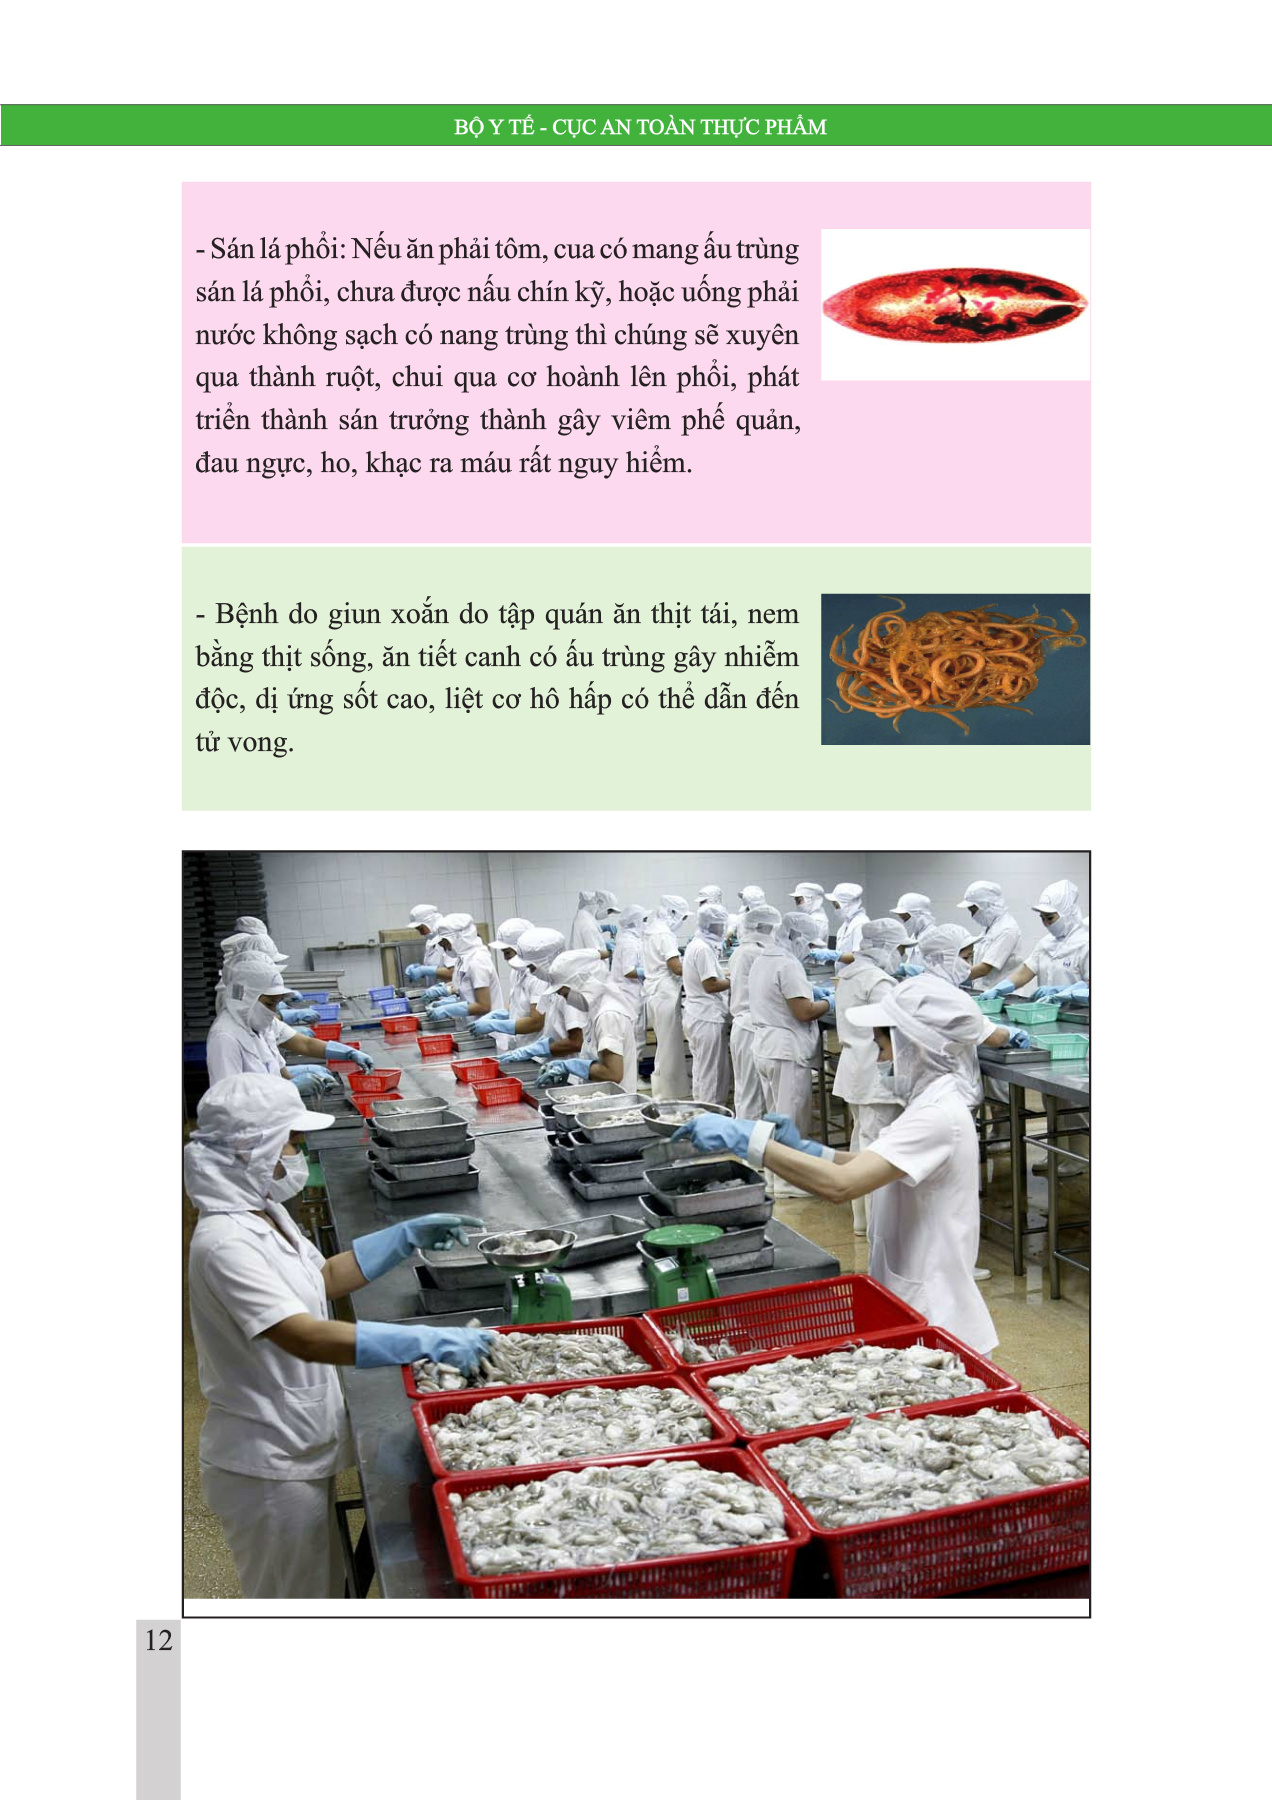 BỘ Y TẾ - CỤC AN TOÀN THỰC PHẨM
- Sán lá phổi: Nếu ăn phải tôm, cua có mang ấu trùng
sán lá phổi, chưa được nấu chín kỹ, hoặc uống phải
nước không sạch có nang trùng thì chúng sẽ xuyên
qua thành ruột, chui qua cơ hoành lên phổi, phát
triển thành sán trưởng thành gây viêm phế quản,
đau ngực, ho, khạc ra máu rất nguy hiểm.
- Bệnh do giun xoắn do tập quán ăn thịt tái, nem
bằng thịt sống, ăn tiết canh có ấu trùng gây nhiễm
độc, dị ứng sốt cao, liệt cơ hô hấp có thể dẫn đến
tử vong.
12